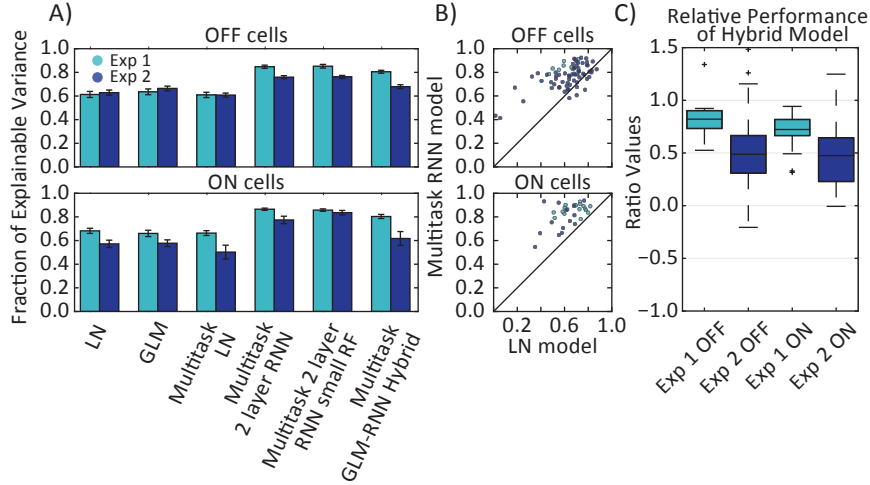 A)
OFF cells
Fraction of Explainable Variance
1.0
0.8
0.6
0.4
0.2
0.0
Exp 1
Exp 2
ON cells
1.0
0.8
0.6
0.4
0.2
0.0
LN
GLM
Multitask
LN
Multitask
2 layer RNN
Multitask 2 layer
RNN small RF
Multitask
GLM-RNN Hybrid
B)
OFF cells
Multitask RNN model
1.0
0.8
0.6
0.4
0.2
0.0
ON cells
1.0
0.8
0.6
0.4
0.2
0.0
0.2
0.6
1.0
LN model
C)
Relative Performance
of Hybrid Model
Ratio Values
1.5
1.0
0.5
0.0
−0.5
−1.0
Exp 1 OFF
Exp 2 OFF
Exp 1 ON
Exp 2 ON